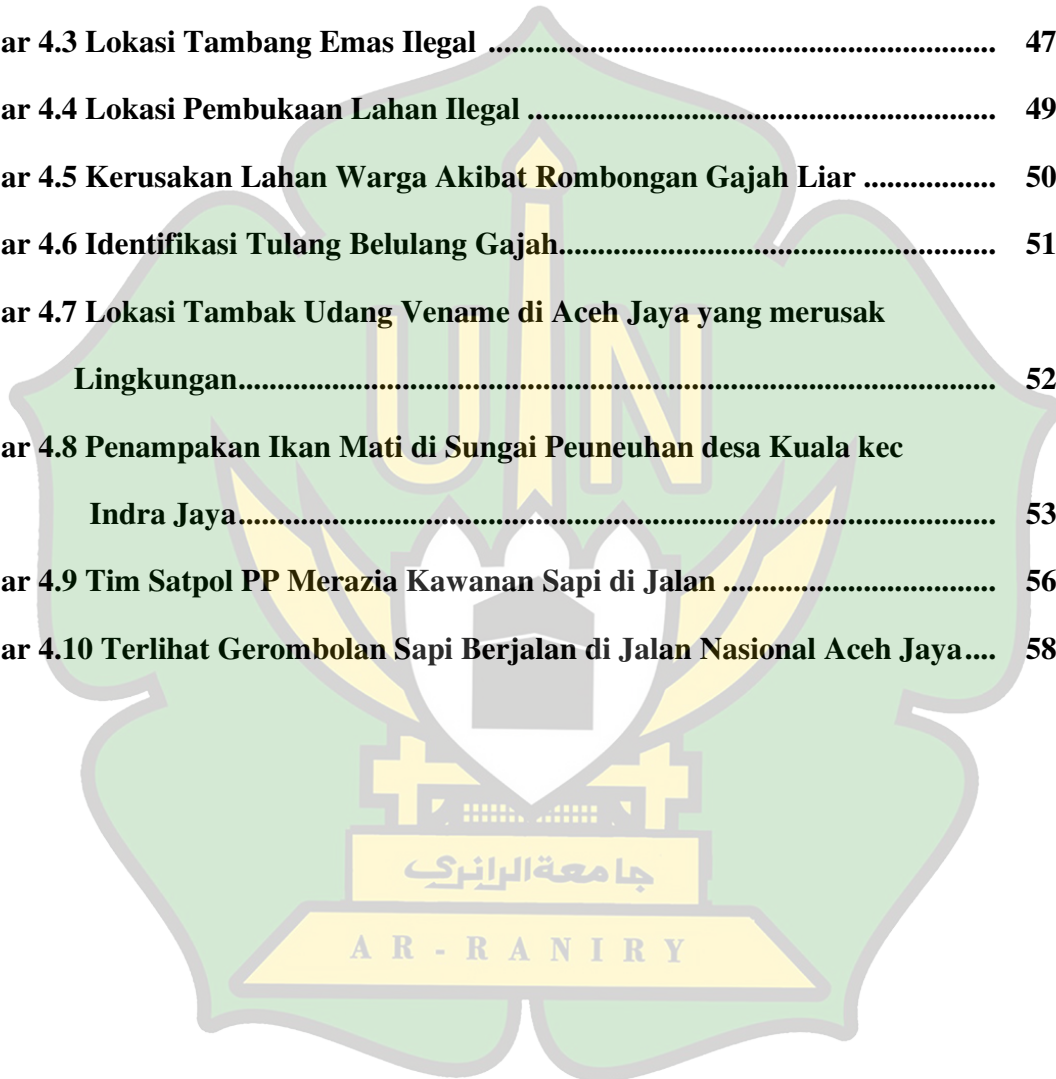 ar 4.3 Lokasi Tambang Emas Ilegal ................................................................... 47
ar 4.4 Lokasi Pembukaan Lahan Ilegal .............................................................. 49
ar 4.5 Kerusakan Lahan Warga Akibat Rombongan Gajah Liar ................. 50
ar 4.6 Identifikasi Tulang Belulang Gajah.......................................................... 51
ar 4.7 Lokasi Tambak Udang Vename di Aceh Jaya yang merusak
Lingkungan.................................................................................................... 52
ar 4.8 Penampakan Ikan Mati di Sungai Peuneuhan desa Kuala kec
Indra Jaya.................................................................................................... 53
ar 4.9 Tim Satpol PP Merazia Kawanan Sapi di Jalan .................................... 56
ar 4.10 Terlihat Gerombolan Sapi Berjalan di Jalan Nasional Aceh Jaya.... 58
UIN
جامعةالرانري
AR-RANIRY